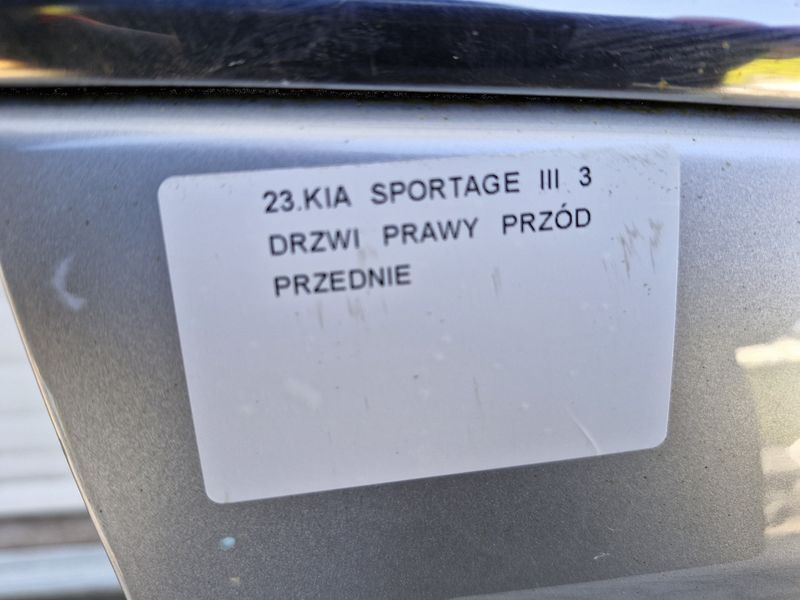 23.KIA SPORTAGE III 3
DRZWI PRAWY PRZÓD
PRZEDNIE